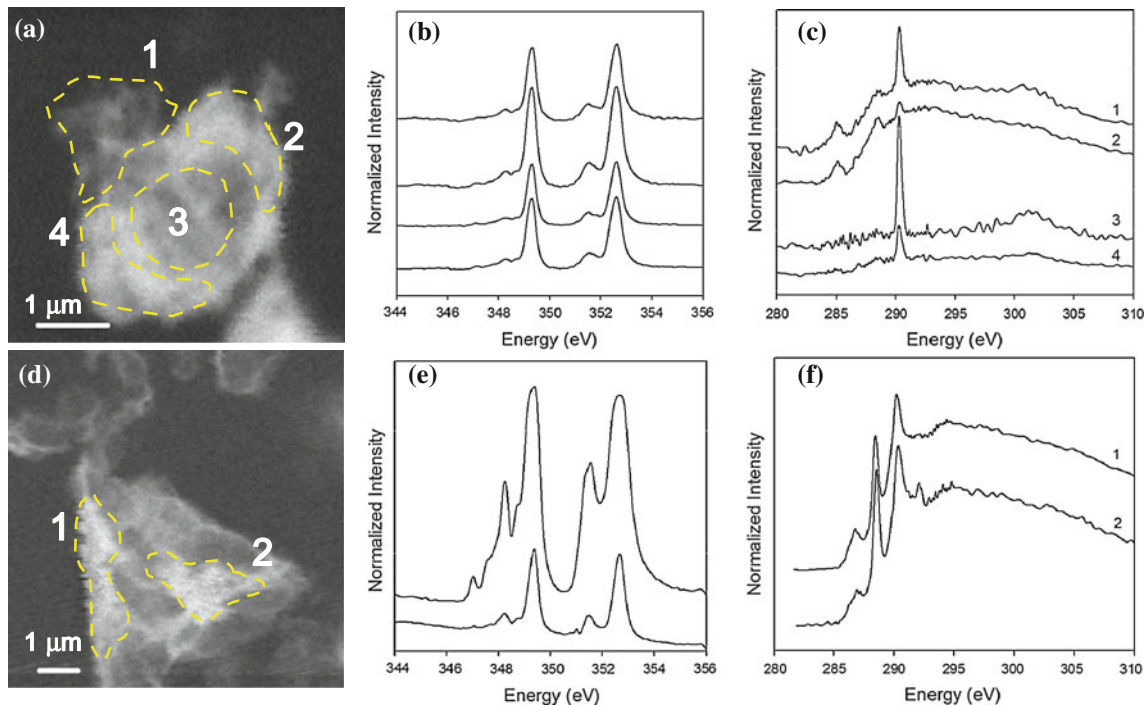 (a)
1
2
3
4
1 μm
(b)
Normalized Intensity
344 346 348 350 352 354 356
Energy (eV)
(c)
Normalized Intensity
1
2
3
4
280 285 290 295 300 305 310
Energy (eV)
(d)
1
2
1 μm
(e)
Normalized Intensity
344 346 348 350 352 354 356
Energy (eV)
(f)
Normalized Intensity
1
2
280 285 290 295 300 305 310
Energy (eV)